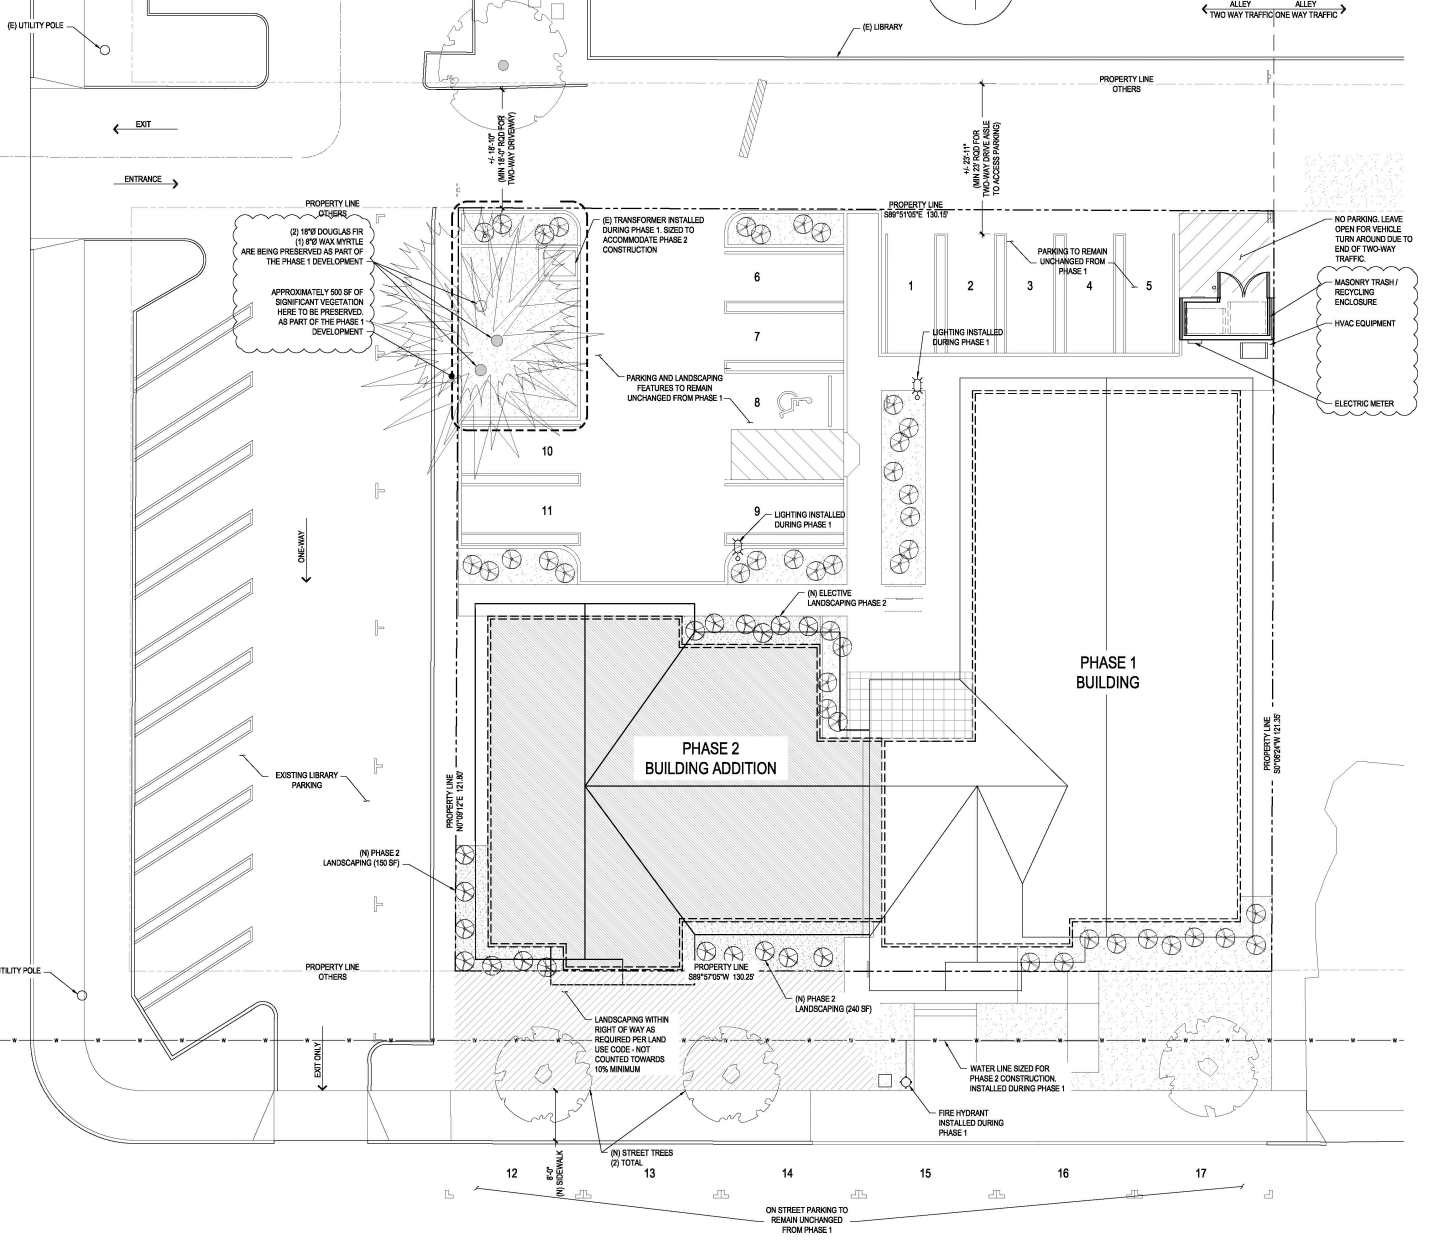 (E) UTILITY POLE
(E) LIBRARY
ALLEY
TWO WAY TRAFFIC
ALLEY
ONE WAY TRAFFIC
PROPERTY LINE
OTHERS
EXIT
ENTRANCE
+/- 18'-10"
(MIN 18'-0" RQD FOR
TWO-WAY DRIVEWAY)
+/- 23'-11"
(MIN 23' RQD FOR
TWO-WAY DRIVE AISLE
TO ACCESS PARKING)
PROPERTY LINE
OTHERS
(2) 18"Ø DOUGLAS FIR
(1) 8"Ø WAX MYRTLE
ARE BEING PRESERVED AS PART OF
THE PHASE 1 DEVELOPMENT
APPROXIMATELY 500 SF OF
SIGNIFICANT VEGETATION
HERE TO BE PRESERVED.
AS PART OF THE PHASE 1
DEVELOPMENT
(E) TRANSFORMER INSTALLED
DURING PHASE 1. SIZED TO
ACCOMMODATE PHASE 2
CONSTRUCTION
PROPERTY LINE
S89°51'05"E 130.15'
PARKING TO REMAIN
UNCHANGED FROM
PHASE 1
NO PARKING. LEAVE
OPEN FOR VEHICLE
TURN AROUND DUE TO
END OF TWO-WAY
TRAFFIC.
MASONRY TRASH /
RECYCLING
ENCLOSURE
HVAC EQUIPMENT
ELECTRIC METER
1
2
3
4
5
6
7
8
9
10
11
LIGHTING INSTALLED
DURING PHASE 1
PARKING AND LANDSCAPING
FEATURES TO REMAIN
UNCHANGED FROM PHASE 1
LIGHTING INSTALLED
DURING PHASE 1
ONE-WAY
(N) ELECTIVE
LANDSCAPING PHASE 2
PHASE 1
BUILDING
PHASE 2
BUILDING ADDITION
EXISTING LIBRARY
PARKING
PROPERTY LINE
N0°09'12"E 121.80'
PROPERTY LINE
S0°06'24"W 121.35'
(N) PHASE 2
LANDSCAPING (150 SF)
PROPERTY LINE
OTHERS
TILITY POLE
PROPERTY LINE
S89°57'05"W 130.25'
(N) PHASE 2
LANDSCAPING (240 SF)
LANDSCAPING WITHIN
RIGHT OF WAY AS
REQUIRED PER LAND
USE CODE - NOT
COUNTED TOWARDS
10% MINIMUM
EXIT ONLY
WATER LINE SIZED FOR
PHASE 2 CONSTRUCTION.
INSTALLED DURING PHASE 1
FIRE HYDRANT
INSTALLED DURING
PHASE 1
(N) STREET TREES
(2) TOTAL
8'-0"
(N) SIDEWALK
12
13
14
15
16
17
ON STREET PARKING TO
REMAIN UNCHANGED
FROM PHASE 1